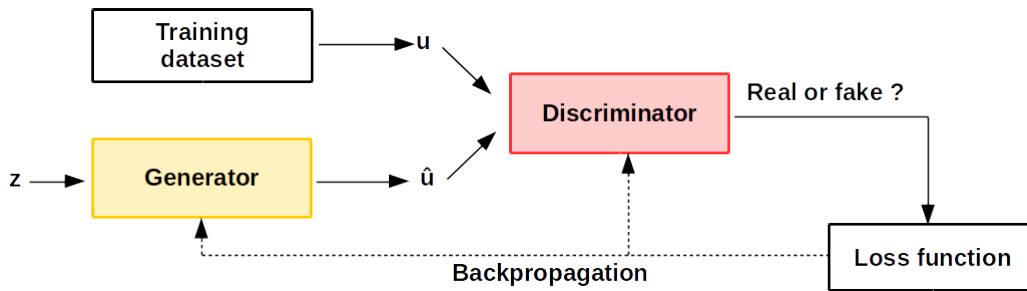 Training
dataset
u
Real or fake ?
Discriminator
z
Generator
û
Loss function
Backpropagation